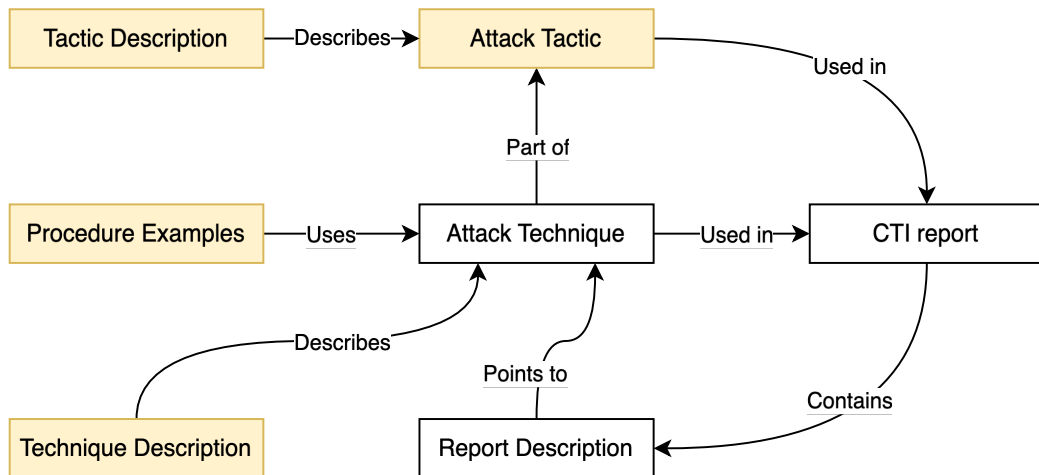 Tactic Description
Describes
Attack Tactic
Used in
Part of
Procedure Examples
Uses
Attack Technique
Used in
CTI report
Describes
Points to
Contains
Technique Description
Report Description